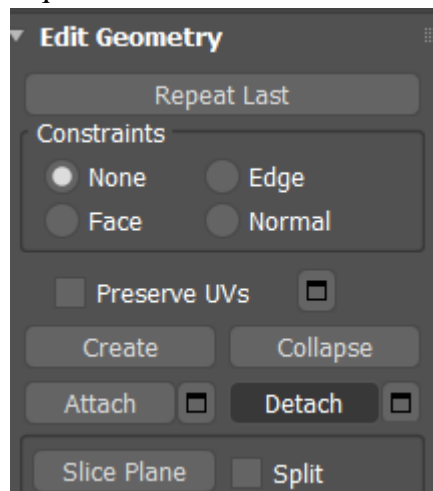 Edit Geometry
Repeat Last
Constraints
None Edge
Face Normal
Preserve UVs
Create Collapse
Attach Detach
Slice Plane Split